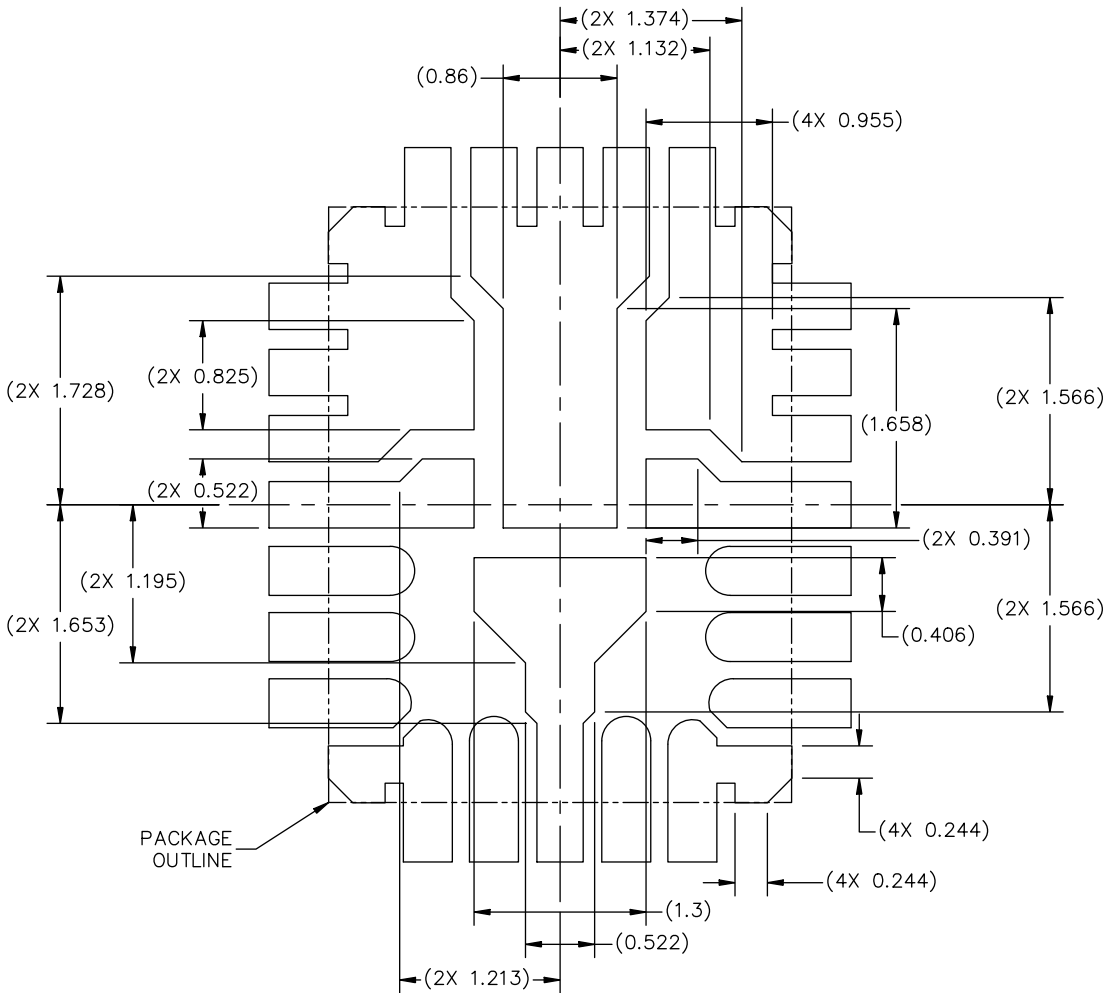 (2X 1.374)
(2X 1.132)
(0.86)
(4X 0.955)
(2X 1.728)
(2X 0.825)
(2X 1.566)
(1.658)
(2X 0.522)
(2X 0.391)
(2X 1.195)
(2X 1.653)
(2X 1.566)
(0.406)
PACKAGE
OUTLINE
(4X 0.244)
(4X 0.244)
(1.3)
(0.522)
(2X 1.213)